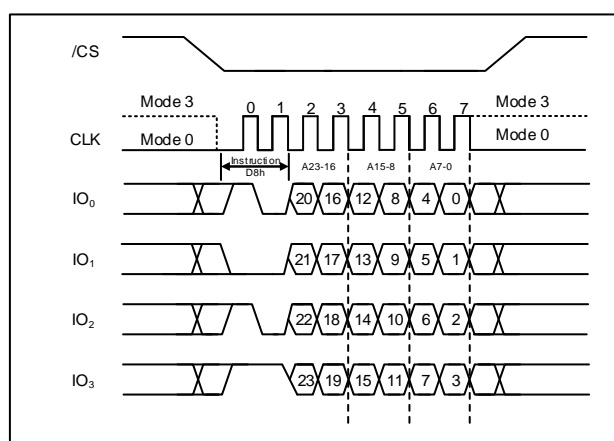 /CS
Mode 3 0 1 2 3 4 5 6 7 Mode 3
CLK Mode 0 Mode 0
Instruction A23-16 A15-8 A7-0
D8h
IO0 20 16 12 8 4 0
IO1 21 17 13 9 5 1
IO2 22 18 14 10 6 2
IO3 23 19 15 11 7 3